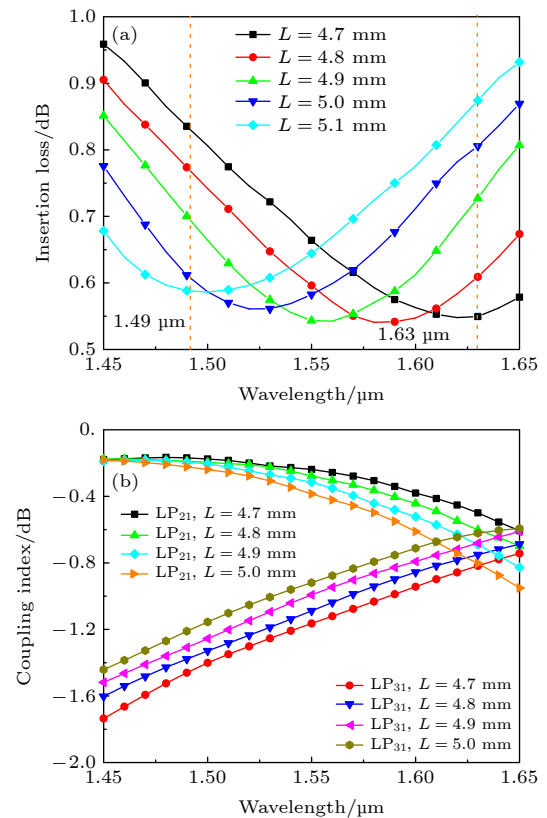 (a)
L = 4.7 mm
L = 4.8 mm
L = 4.9 mm
L = 5.0 mm
L = 5.1 mm
1.0
0.9
0.8
0.7
0.6
0.5
Insertion loss/dB
1.49 µm
1.63 µm
1.45
1.50
1.55
1.60
1.65
Wavelength/µm
(b)
0.
−0.4
−0.8
−1.2
−1.6
−2.0
Coupling index/dB
LP₂₁, L = 4.7 mm
LP₂₁, L = 4.8 mm
LP₂₁, L = 4.9 mm
LP₂₁, L = 5.0 mm
LP₃₁, L = 4.7 mm
LP₃₁, L = 4.8 mm
LP₃₁, L = 4.9 mm
LP₃₁, L = 5.0 mm
1.45
1.50
1.55
1.60
1.65
Wavelength/µm